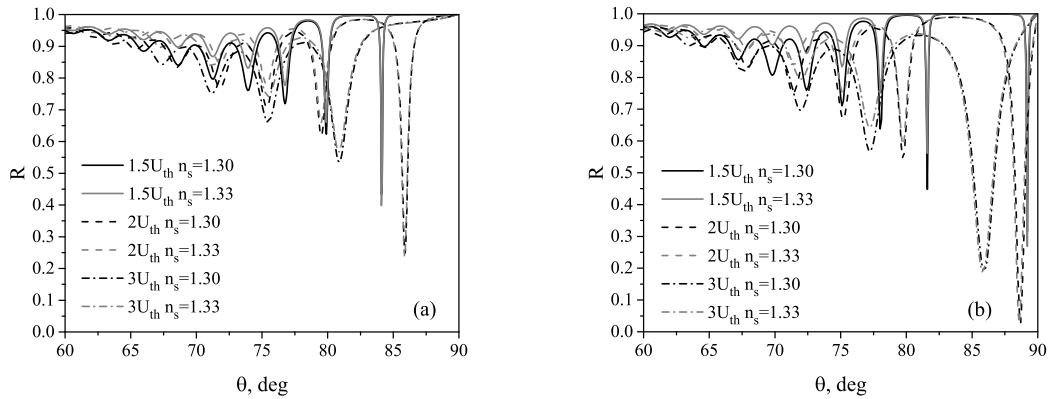 R
1.0
0.9
0.8
0.7
0.6
0.5
0.4
0.3
0.2
0.1
0.0
1.5U_th n_s=1.30
1.5U_th n_s=1.33
2U_th n_s=1.30
2U_th n_s=1.33
3U_th n_s=1.30
3U_th n_s=1.33
(a)
60 65 70 75 80 85 90
θ, deg
R
1.0
0.9
0.8
0.7
0.6
0.5
0.4
0.3
0.2
0.1
0.0
1.5U_th n_s=1.30
1.5U_th n_s=1.33
2U_th n_s=1.30
2U_th n_s=1.33
3U_th n_s=1.30
3U_th n_s=1.33
(b)
60 65 70 75 80 85 90
θ, deg